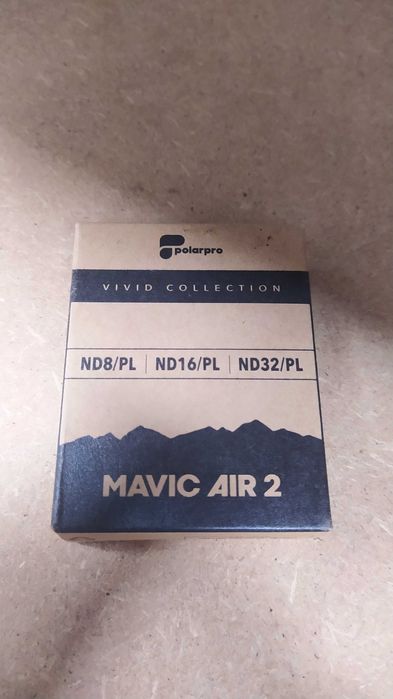 polarpro
VIVID COLLECTION
ND8/PL | ND16/PL | ND32/PL
MAVIC AIR 2